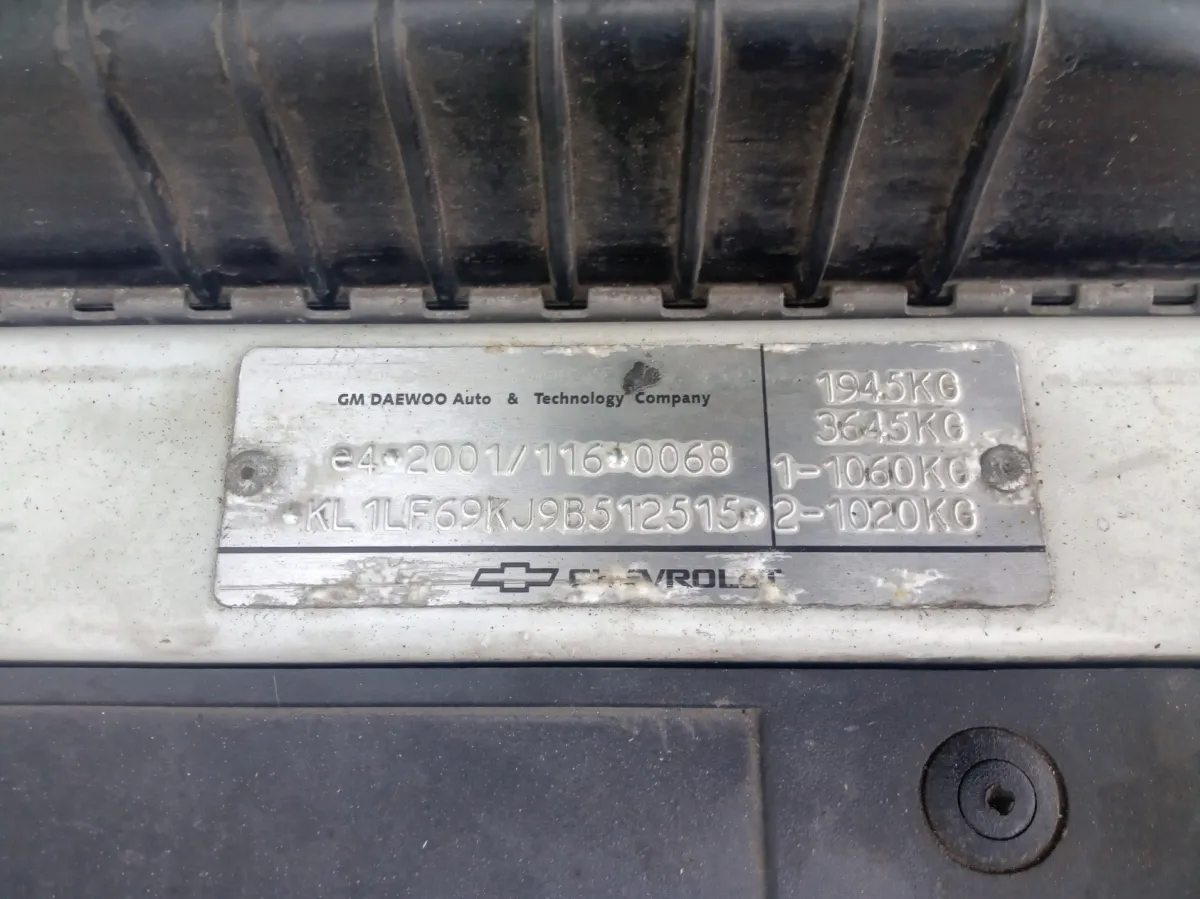 GM DAEWOO Auto & Technology Company
e4*2001/116*0068
*KL1LF69KJ9B512515*
1945KG
3645KG
1-1060KG
2-1020KG
CHEVROLET